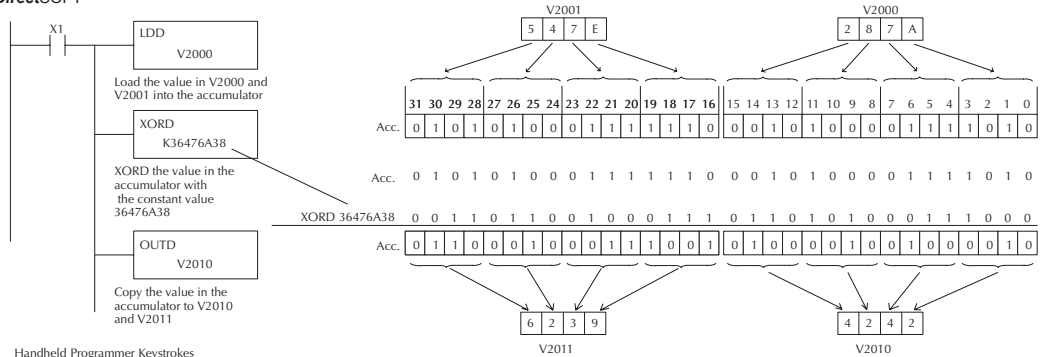 DirectSOFT
X1
LDD
V2000
Load the value in V2000 and
V2001 into the accumulator
XORD
K36476A38
XORD the value in the
accumulator with
the constant value
36476A38
OUTD
V2010
Copy the value in the
accumulator to V2010
and V2011
Handheld Programmer Keystrokes
V2001 V2000
5 4 7 E 2 8 7 A
31 30 29 28 27 26 25 24 23 22 21 20 19 18 17 16 15 14 13 12 11 10 9 8 7 6 5 4 3 2 1 0
Acc. 0 1 0 1 0 1 0 0 0 1 1 1 1 1 1 0 0 0 1 0 1 0 0 0 0 1 1 1 1 0 1 0
Acc. 0 1 0 1 0 1 0 0 0 1 1 1 1 1 1 0 0 0 1 0 1 0 0 0 0 1 1 1 1 0 1 0
XORD 36476A38 0 0 1 1 0 1 1 0 0 1 0 0 0 1 1 1 0 1 1 0 1 0 1 0 0 0 1 1 1 0 0 0
Acc. 0 1 1 0 0 0 1 0 0 0 1 1 1 0 0 1 0 1 0 0 0 0 1 0 0 1 0 0 0 0 1 0
6 2 3 9 4 2 4 2
V2011 V2010